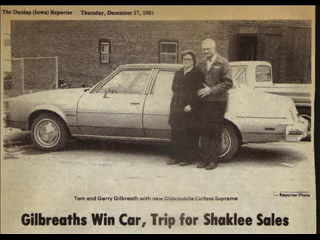 The Dunlap (Iowa) Reporter Thursday, December 17, 1981
Tom and Gerry Gilbreath with new Oldsmobile Cutlass Supreme
—Reporter Photo
Gilbreaths Win Car, Trip for Shaklee Sales